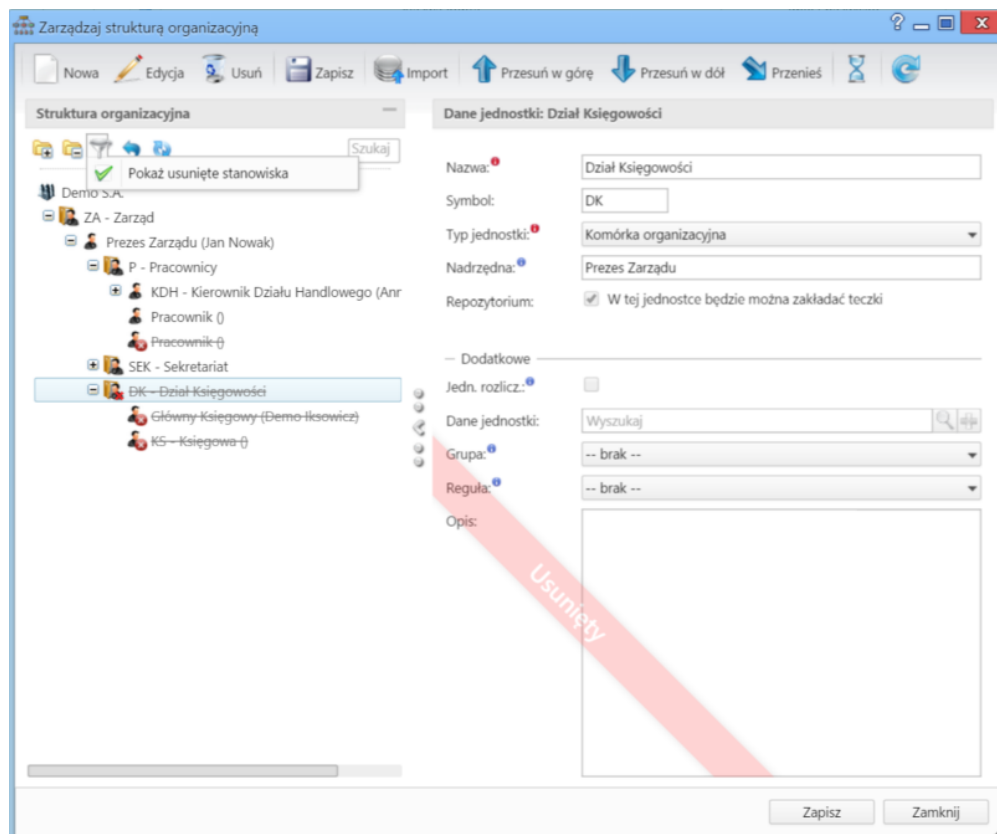 Zarządzaj strukturą organizacyjną
Nowa Edycja Usuń Zapisz Import Przesuń w górę Przesuń w dół Przenieś
Struktura organizacyjna
Szukaj
Pokaż usunięte stanowiska
Demo S.A.
ZA - Zarząd
Prezes Zarządu (Jan Nowak)
P - Pracownicy
KDH - Kierownik Działu Handlowego (Anr
Pracownik ()
Pracownik ()
SEK - Sekretariat
DK - Dział Księgowości
Główny Księgowy (Demo Iksowicz)
KS - Księgowa ()
Dane jednostki: Dział Księgowości
Nazwa: Dział Księgowości
Symbol: DK
Typ jednostki: Komórka organizacyjna
Nadrzędna: Prezes Zarządu
Repozytorium: W tej jednostce będzie można zakładać teczki
Dodatkowe
Jedn. rozlicz.:
Dane jednostki: Wyszukaj
Grupa: -- brak --
Reguła: -- brak --
Opis:
Usunięty
Zapisz Zamknij